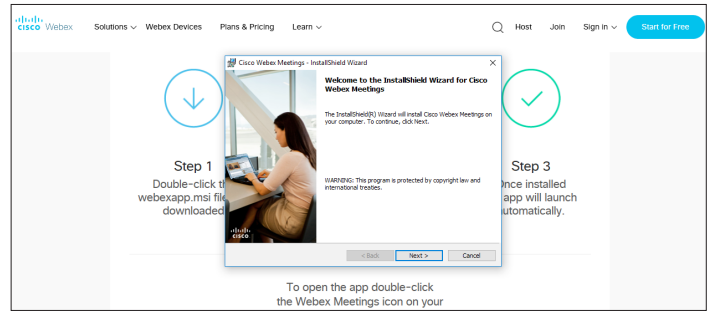 CISCO Webex Solutions Webex Devices Plans & Pricing Learn Host Join Sign in Start for Free
Cisco Webex Meetings - InstallShield Wizard
Welcome to the InstallShield Wizard for Cisco
Webex Meetings
The InstallShield(R) Wizard will install Cisco Webex Meetings on
your computer. To continue, click Next.
WARNING: This program is protected by copyright law and
international treaties.
CISCO
< Back Next > Cancel
Step 1
Double-click
webexapp.msi
downloaded
Step 3
Once installed
app will launch
automatically.
To open the app double-click
the Webex Meetings icon on your